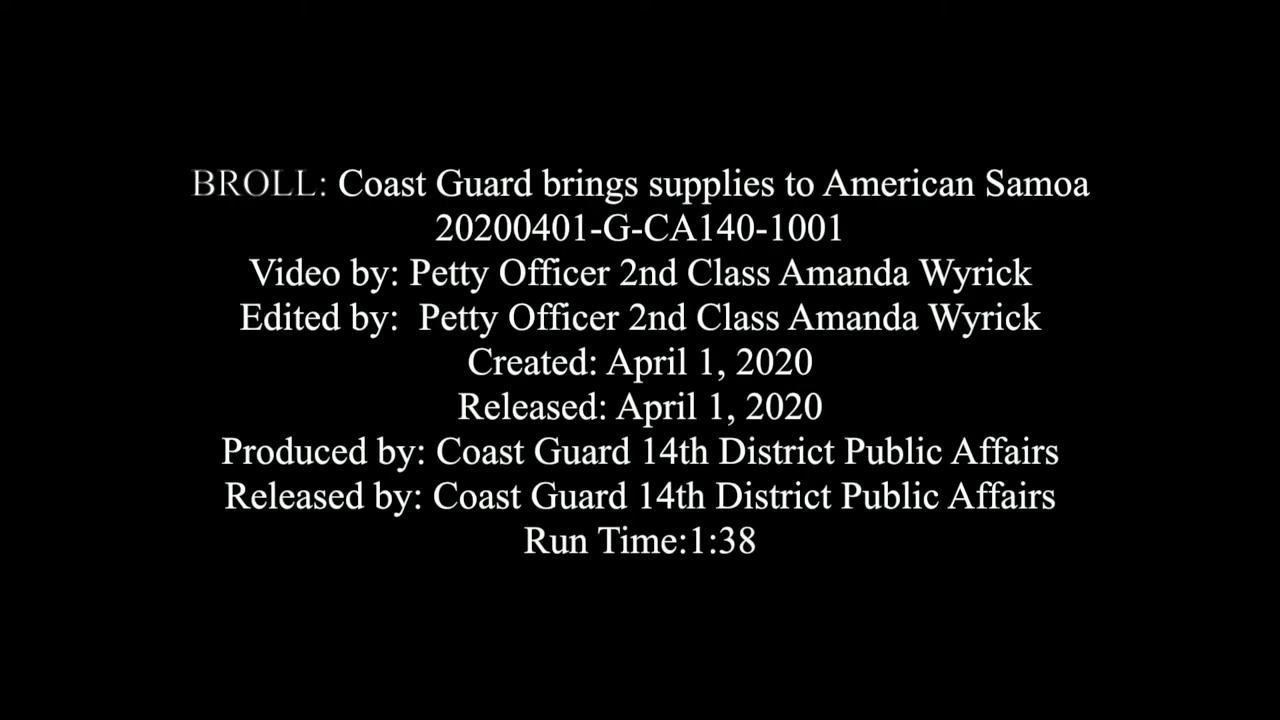 BROLL: Coast Guard brings supplies to American Samoa
20200401-G-CA140-1001
Video by: Petty Officer 2nd Class Amanda Wyrick
Edited by:  Petty Officer 2nd Class Amanda Wyrick
Created: April 1, 2020
Released: April 1, 2020
Produced by: Coast Guard 14th District Public Affairs
Released by: Coast Guard 14th District Public Affairs
Run Time:1:38